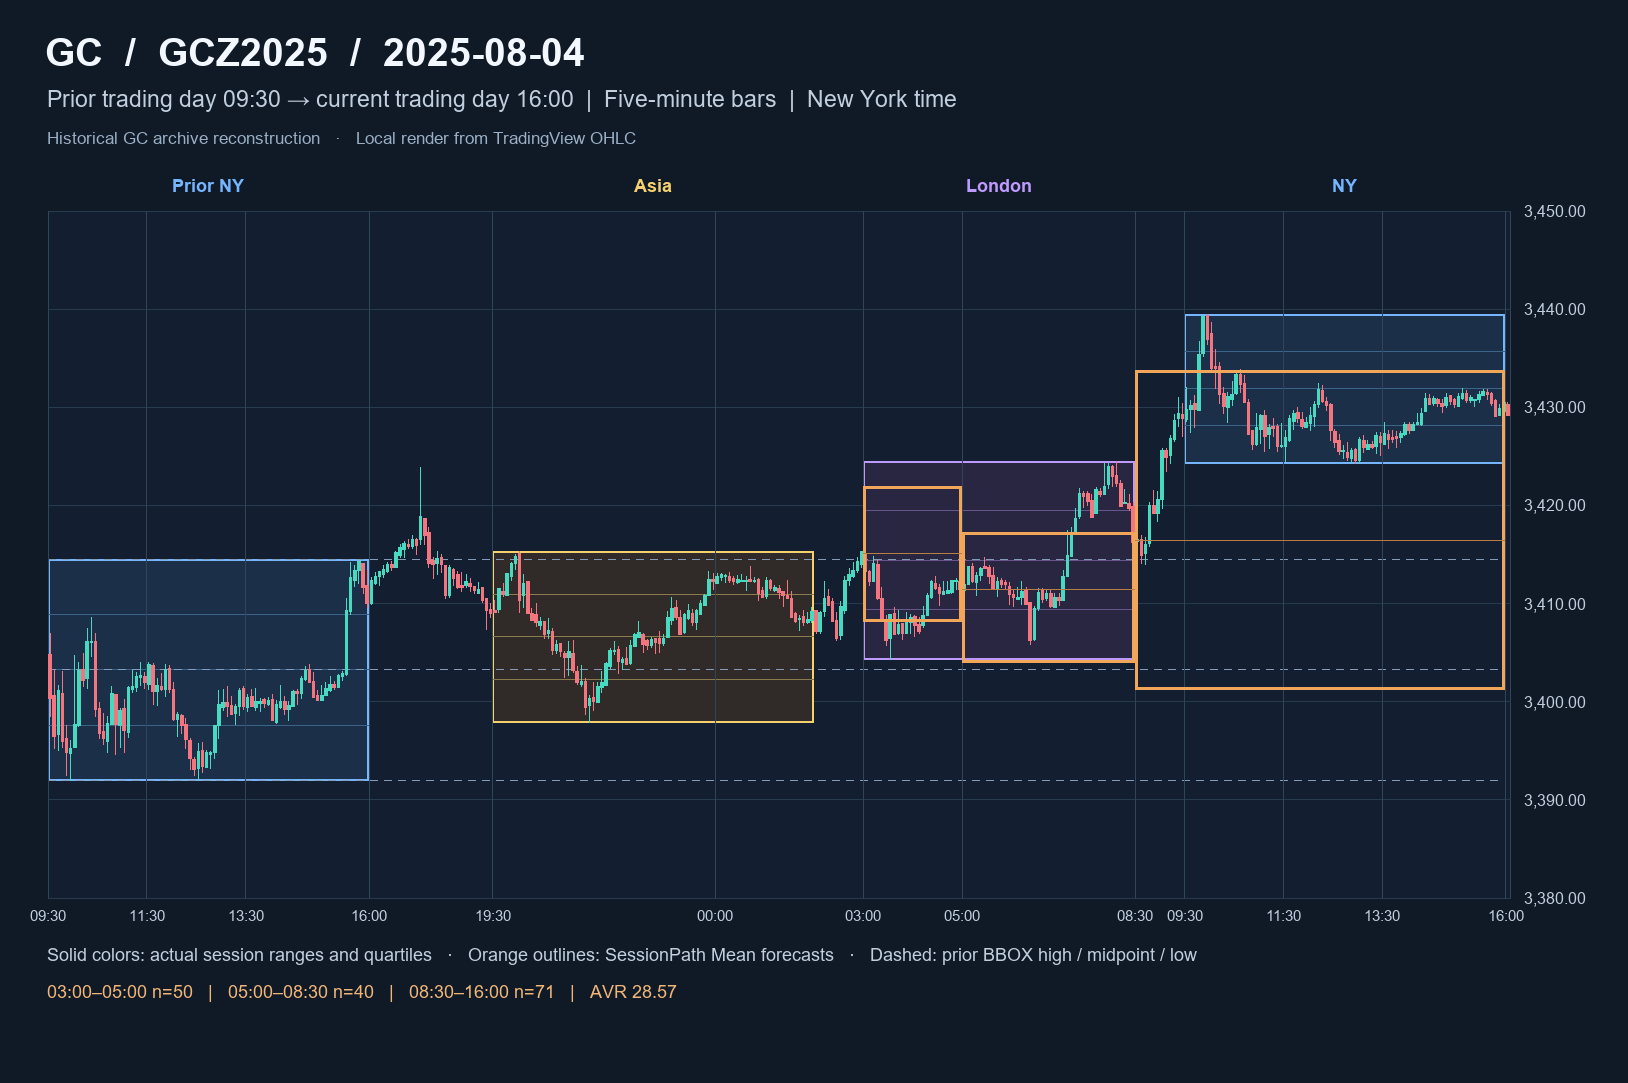 GC / GCZ2025 / 2025-08-04
Prior trading day 09:30 → current trading day 16:00 | Five-minute bars | New York time
Historical GC archive reconstruction · Local render from TradingView OHLC
Prior NY Asia London NY
3,450.00
3,440.00
3,430.00
3,420.00
3,410.00
3,400.00
3,390.00
3,380.00
09:30 11:30 13:30 16:00 19:30 00:00 03:00 05:00 08:30 09:30 11:30 13:30 16:00
Solid colors: actual session ranges and quartiles · Orange outlines: SessionPath Mean forecasts · Dashed: prior BBOX high / midpoint / low
03:00–05:00 n=50 | 05:00–08:30 n=40 | 08:30–16:00 n=71 | AVR 28.57